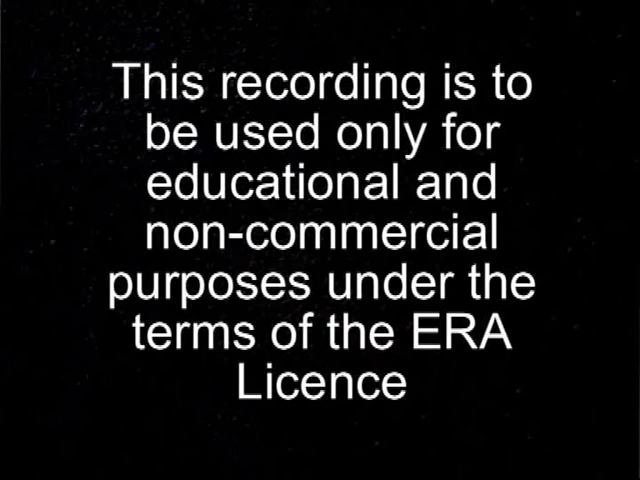 This recording is to
be used only for
educational and
non-commercial
purposes under the
terms of the ERA
Licence